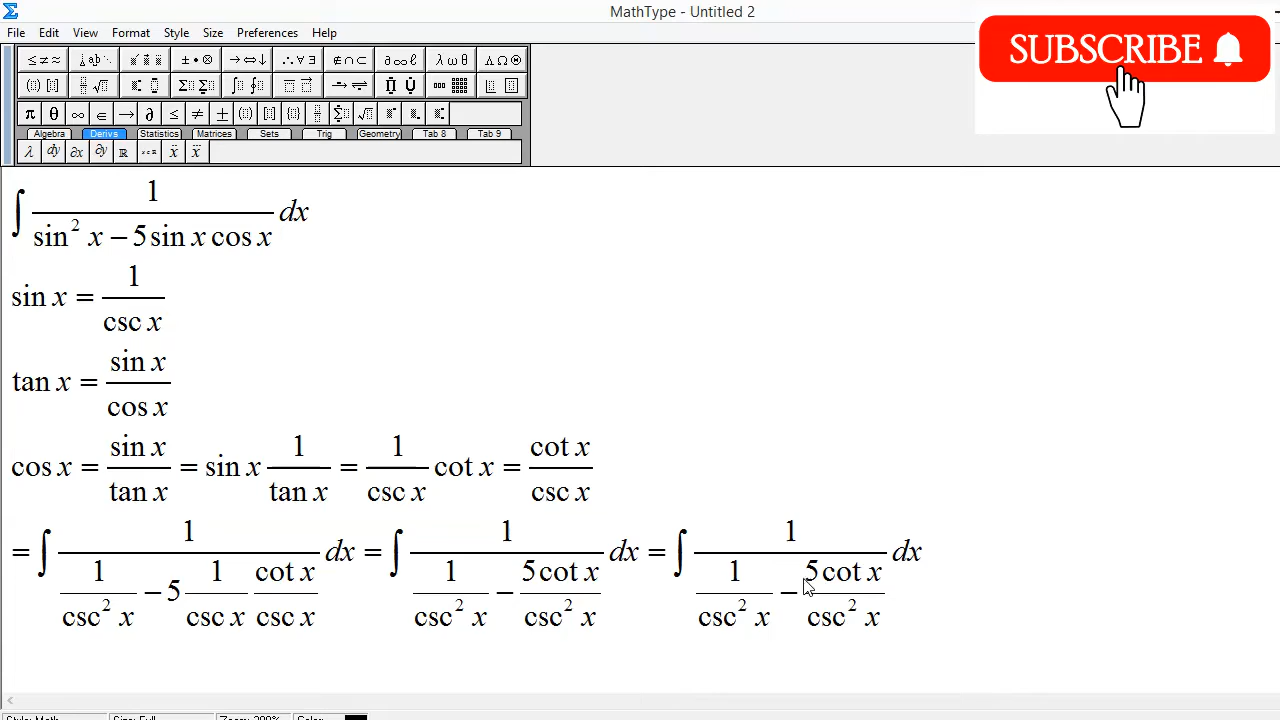 MathType - Untitled 2
File Edit View Format Style Size Preferences Help
SUBSCRIBE
Algebra Derivs Statistics Matrices Sets Trig Geometry Tab 8 Tab 9
∫ 1/(sin² x − 5 sin x cos x) dx
sin x = 1/(csc x)
tan x = sin x/cos x
cos x = sin x/tan x = sin x 1/tan x = 1/csc x cot x = cot x/csc x
= ∫ 1/(1/csc² x − 5 1/csc x cot x/csc x) dx = ∫ 1/(1/csc² x − 5 cot x/csc² x) dx = ∫ 1/(1/csc² x − 5 cot x/csc² x) dx